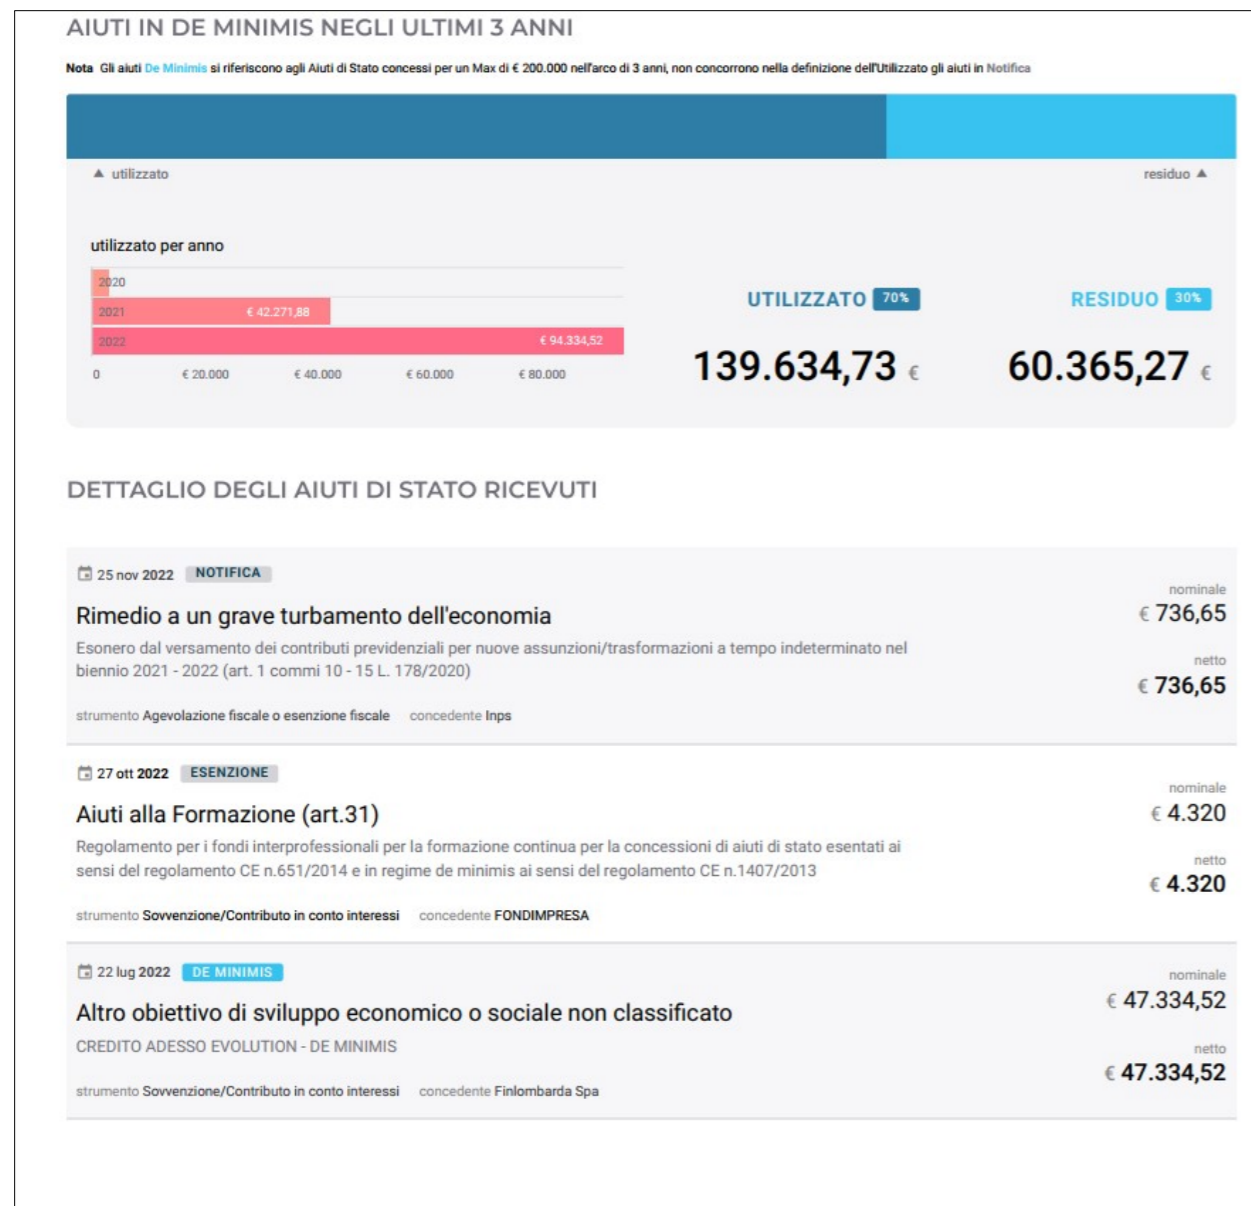 AIUTI IN DE MINIMIS NEGLI ULTIMI 3 ANNI
Nota Gli aiuti De Minimis si riferiscono agli Aiuti di Stato concessi per un Max di € 200.000 nell'arco di 3 anni, non concorrono nella definizione dell'Utilizzato gli aiuti in Notifica
▲ utilizzato
residuo ▲
utilizzato per anno
2020
2021 € 42.271,88
2022 € 94.334,52
0 € 20.000 € 40.000 € 60.000 € 80.000
UTILIZZATO 70%
139.634,73 €
RESIDUO 30%
60.365,27 €
DETTAGLIO DEGLI AIUTI DI STATO RICEVUTI
25 nov 2022 NOTIFICA
Rimedio a un grave turbamento dell'economia
Esonero dal versamento dei contributi previdenziali per nuove assunzioni/trasformazioni a tempo indeterminato nel
biennio 2021 - 2022 (art. 1 commi 10 - 15 L. 178/2020)
strumento Agevolazione fiscale o esenzione fiscale concedente Inps
nominale
€ 736,65
netto
€ 736,65
27 ott 2022 ESENZIONE
Aiuti alla Formazione (art.31)
Regolamento per i fondi interprofessionali per la formazione continua per la concessioni di aiuti di stato esentati ai
sensi del regolamento CE n.651/2014 e in regime de minimis ai sensi del regolamento CE n.1407/2013
strumento Sovvenzione/Contributo in conto interessi concedente FONDIMPRESA
nominale
€ 4.320
netto
€ 4.320
22 lug 2022 DE MINIMIS
Altro obiettivo di sviluppo economico o sociale non classificato
CREDITO ADESSO EVOLUTION - DE MINIMIS
strumento Sovvenzione/Contributo in conto interessi concedente Finlombarda Spa
nominale
€ 47.334,52
netto
€ 47.334,52